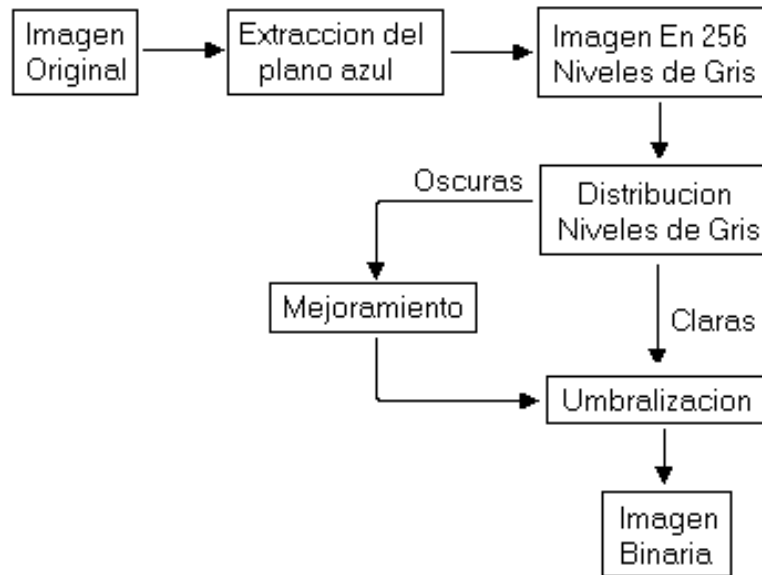 Imagen
Original
Extraccion del
plano azul
Imagen En 256
Niveles de Gris
Oscuras
Distribucion
Niveles de Gris
Mejoramiento
Claras
Umbralizacion
Imagen
Binaria